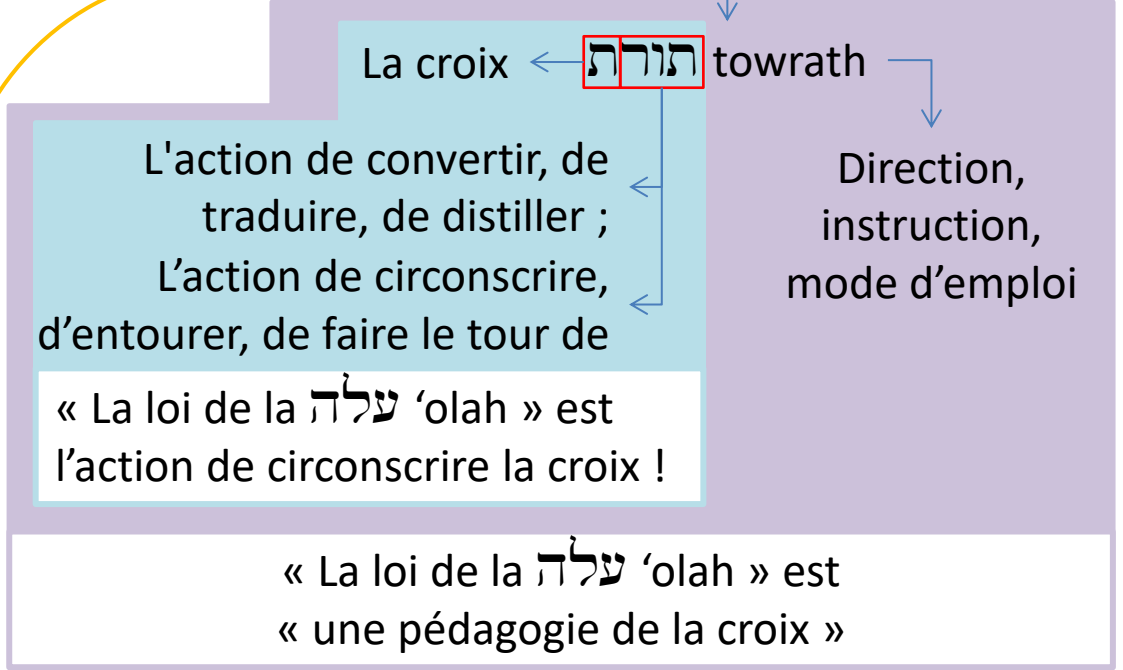 La croix תורת towrath
L'action de convertir, de
traduire, de distiller ;
L’action de circonscrire,
d’entourer, de faire le tour de
Direction,
instruction,
mode d’emploi
« La loi de la עלה ‘olah » est
l’action de circonscrire la croix !
« La loi de la עלה ‘olah » est
« une pédagogie de la croix »